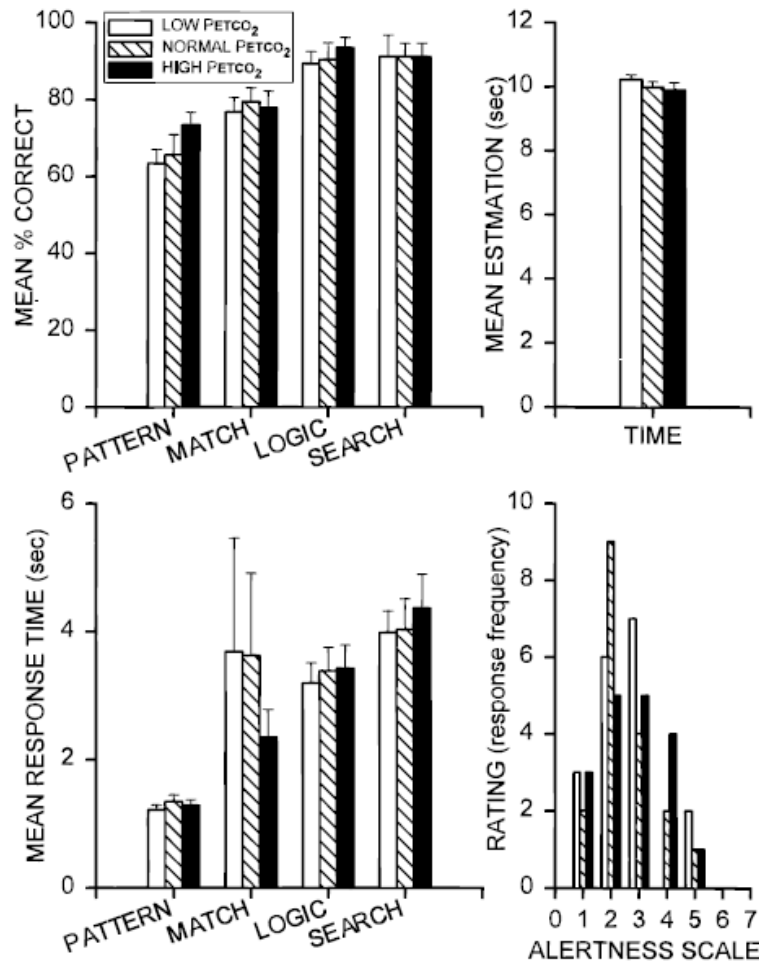 MEAN % CORRECT
100
80
60
40
20
0
LOW PETCO2
NORMAL PETCO2
HIGH PETCO2
PATTERN
MATCH
LOGIC
SEARCH
MEAN ESTMATION (sec)
12
10
8
6
4
2
0
TIME
MEAN RESPONSE TIME (sec)
6
4
2
0
PATTERN
MATCH
LOGIC
SEARCH
RATING (response frequency)
10
8
6
4
2
0
0 1 2 3 4 5 6 7
ALERTNESS SCALE